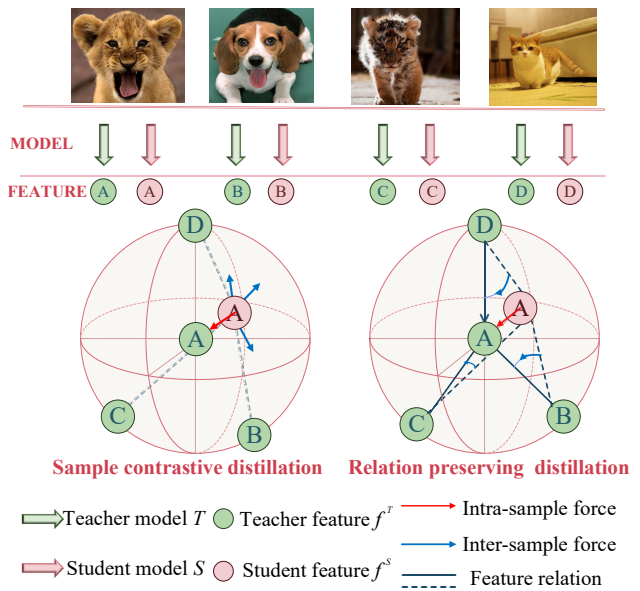 MODEL
FEATURE A A B B C C D D
D D
A A
A A
C B C B
Sample contrastive distillation Relation preserving distillation
Teacher model T Teacher feature f^T Intra-sample force
Inter-sample force
Student model S Student feature f^S Feature relation